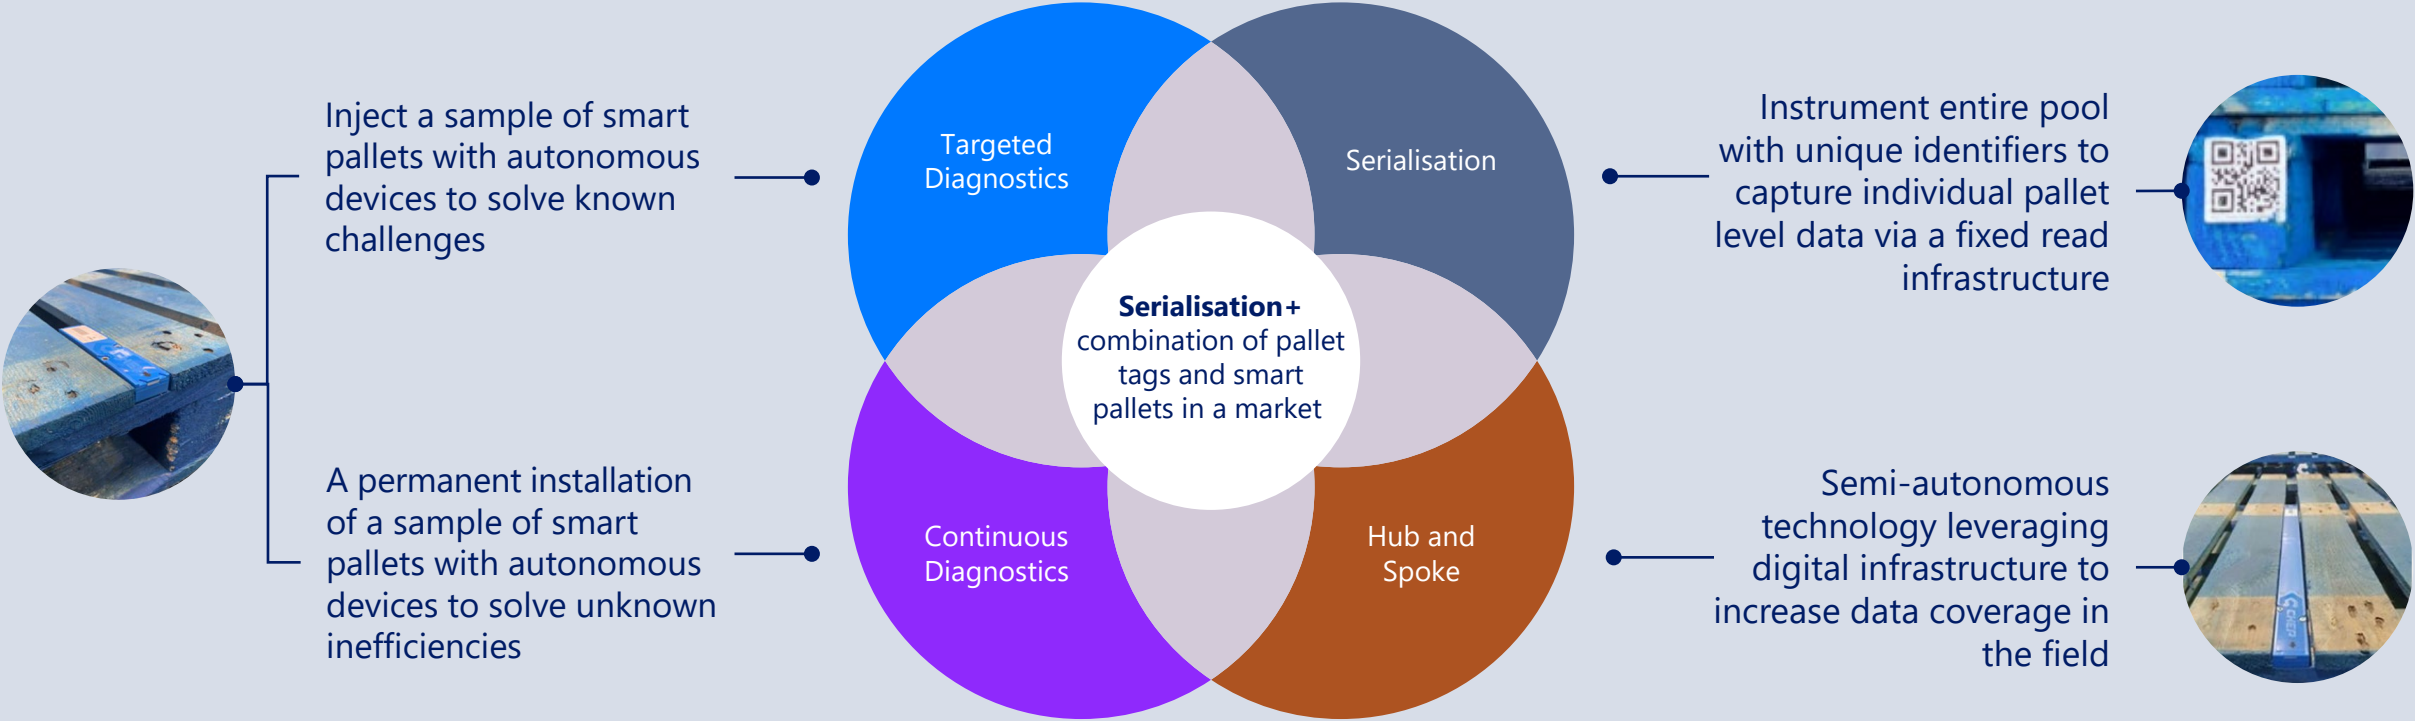 Inject a sample of smart
pallets with autonomous
devices to solve known
challenges
A permanent installation
of a sample of smart
pallets with autonomous
devices to solve unknown
inefficiencies
Targeted
Diagnostics
Serialisation
Serialisation+
combination of pallet
tags and smart
pallets in a market
Continuous
Diagnostics
Hub and
Spoke
Instrument entire pool
with unique identifiers to
capture individual pallet
level data via a fixed read
infrastructure
Semi-autonomous
technology leveraging
digital infrastructure to
increase data coverage in
the field
CHEP